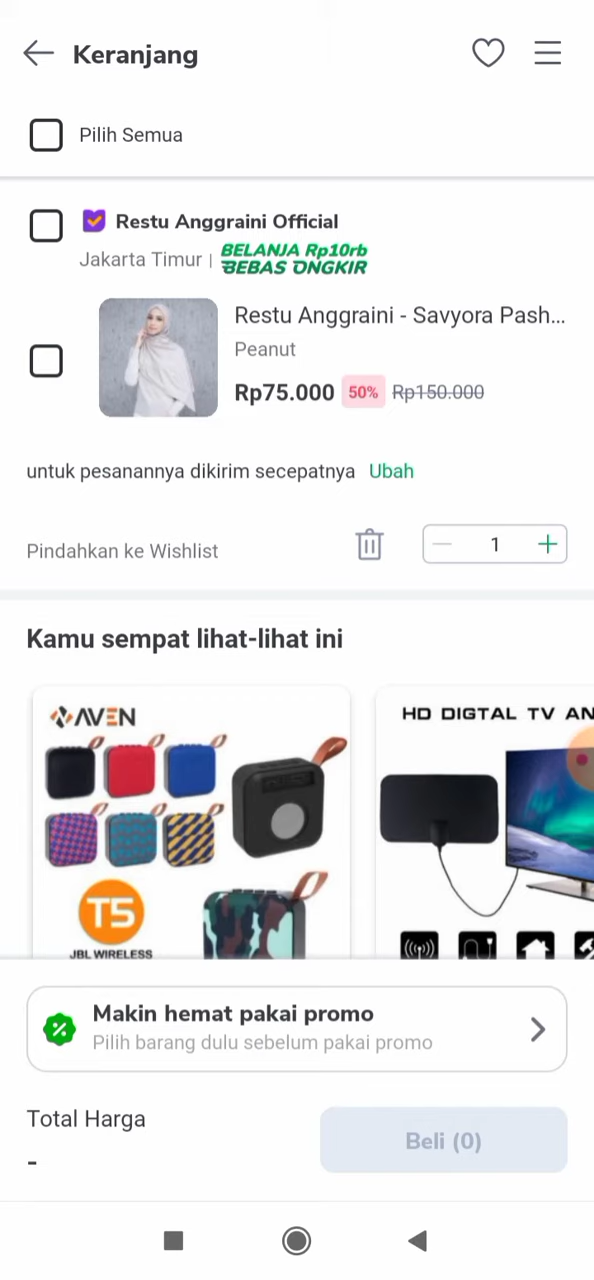 Keranjang
Pilih Semua
Restu Anggraini Official
Jakarta Timur | BELANJA Rp10rb
BEBAS ONGKIR
Restu Anggraini - Savyora Pash...
Peanut
Rp75.000 50% Rp150.000
untuk pesanannya dikirim secepatnya Ubah
Pindahkan ke Wishlist
1
Kamu sempat lihat-lihat ini
AVEN
T5
JBL WIRELESS
HD DIGTAL TV AN
Makin hemat pakai promo
Pilih barang dulu sebelum pakai promo
Total Harga
-
Beli (0)